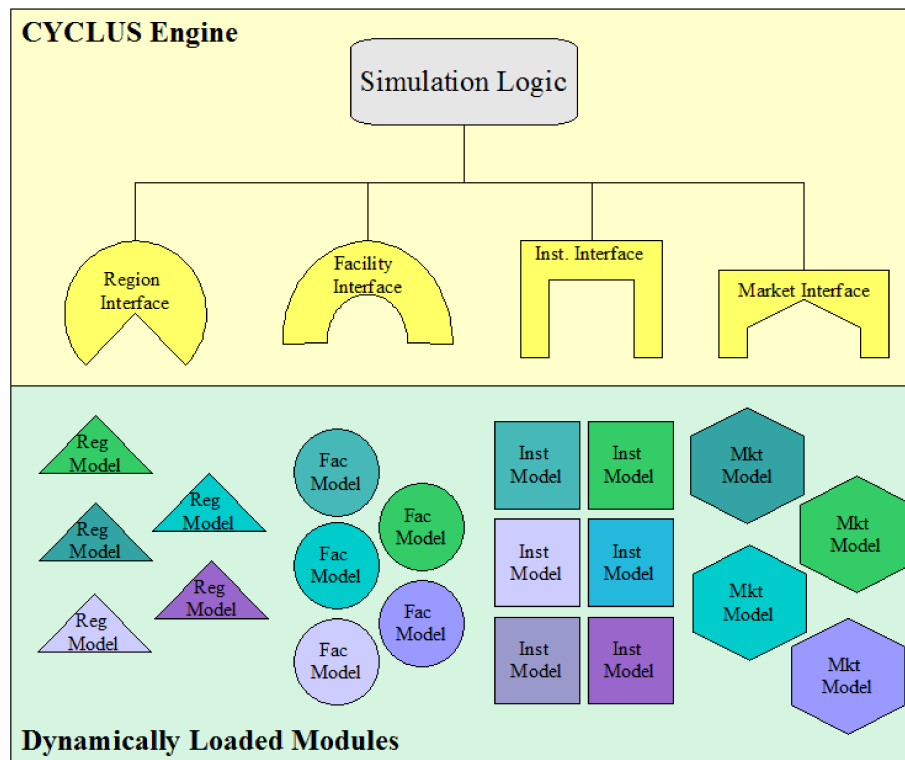 CYCLUS Engine
Simulation Logic
Region
Interface
Facility
Interface
Inst. Interface
Market Interface
Reg
Model
Reg
Model
Reg
Model
Reg
Model
Reg
Model
Fac
Model
Fac
Model
Fac
Model
Fac
Model
Fac
Model
Inst
Model
Inst
Model
Inst
Model
Inst
Model
Inst
Model
Inst
Model
Mkt
Model
Mkt
Model
Mkt
Model
Mkt
Model
Dynamically Loaded Modules